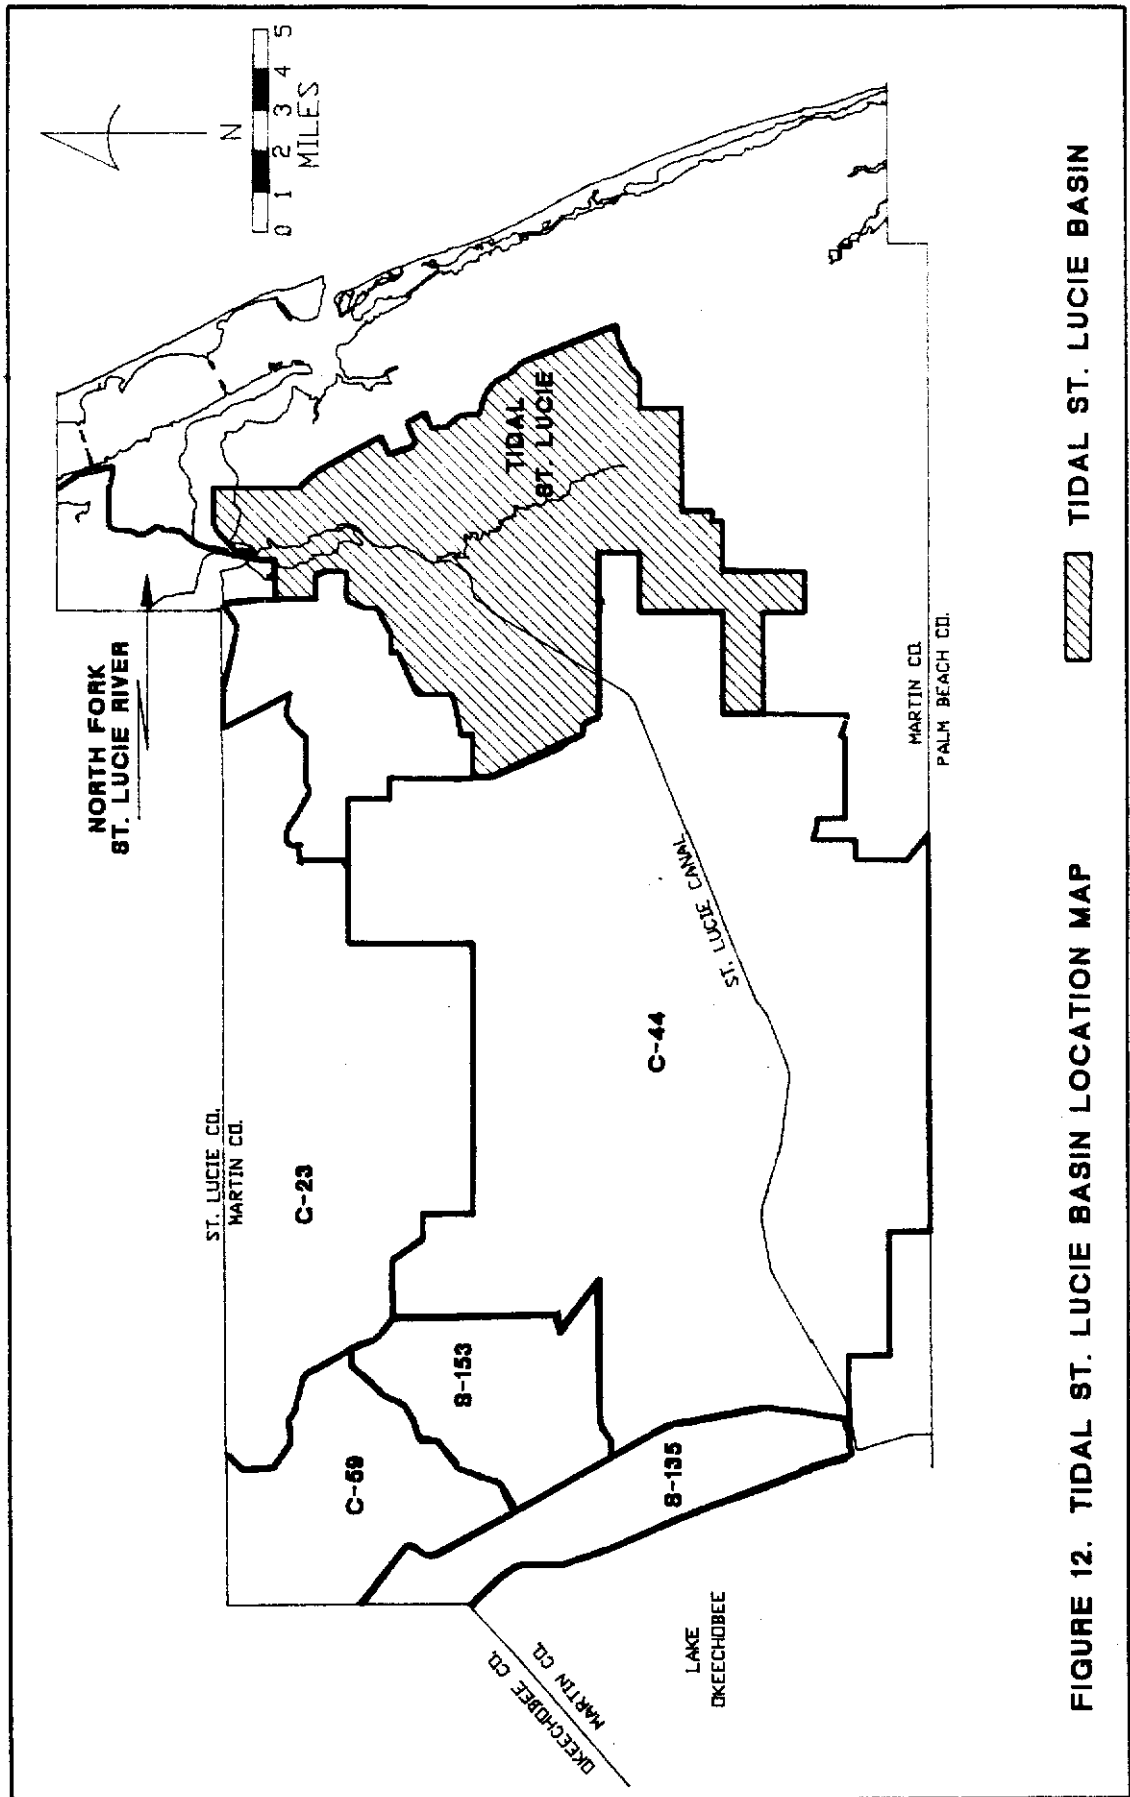 N
0 1 2 3 4 5
MILES
NORTH FORK
ST. LUCIE RIVER
ST. LUCIE CO.
MARTIN CO.
C-23
C-59
S-153
S-135
C-44
ST. LUCIE CANAL
TIDAL
ST. LUCIE
OKEECHOBEE CO.
MARTIN CO.
LAKE
OKEECHOBEE
MARTIN CO.
PALM BEACH CO.
FIGURE 12. TIDAL ST. LUCIE BASIN LOCATION MAP
TIDAL ST. LUCIE BASIN